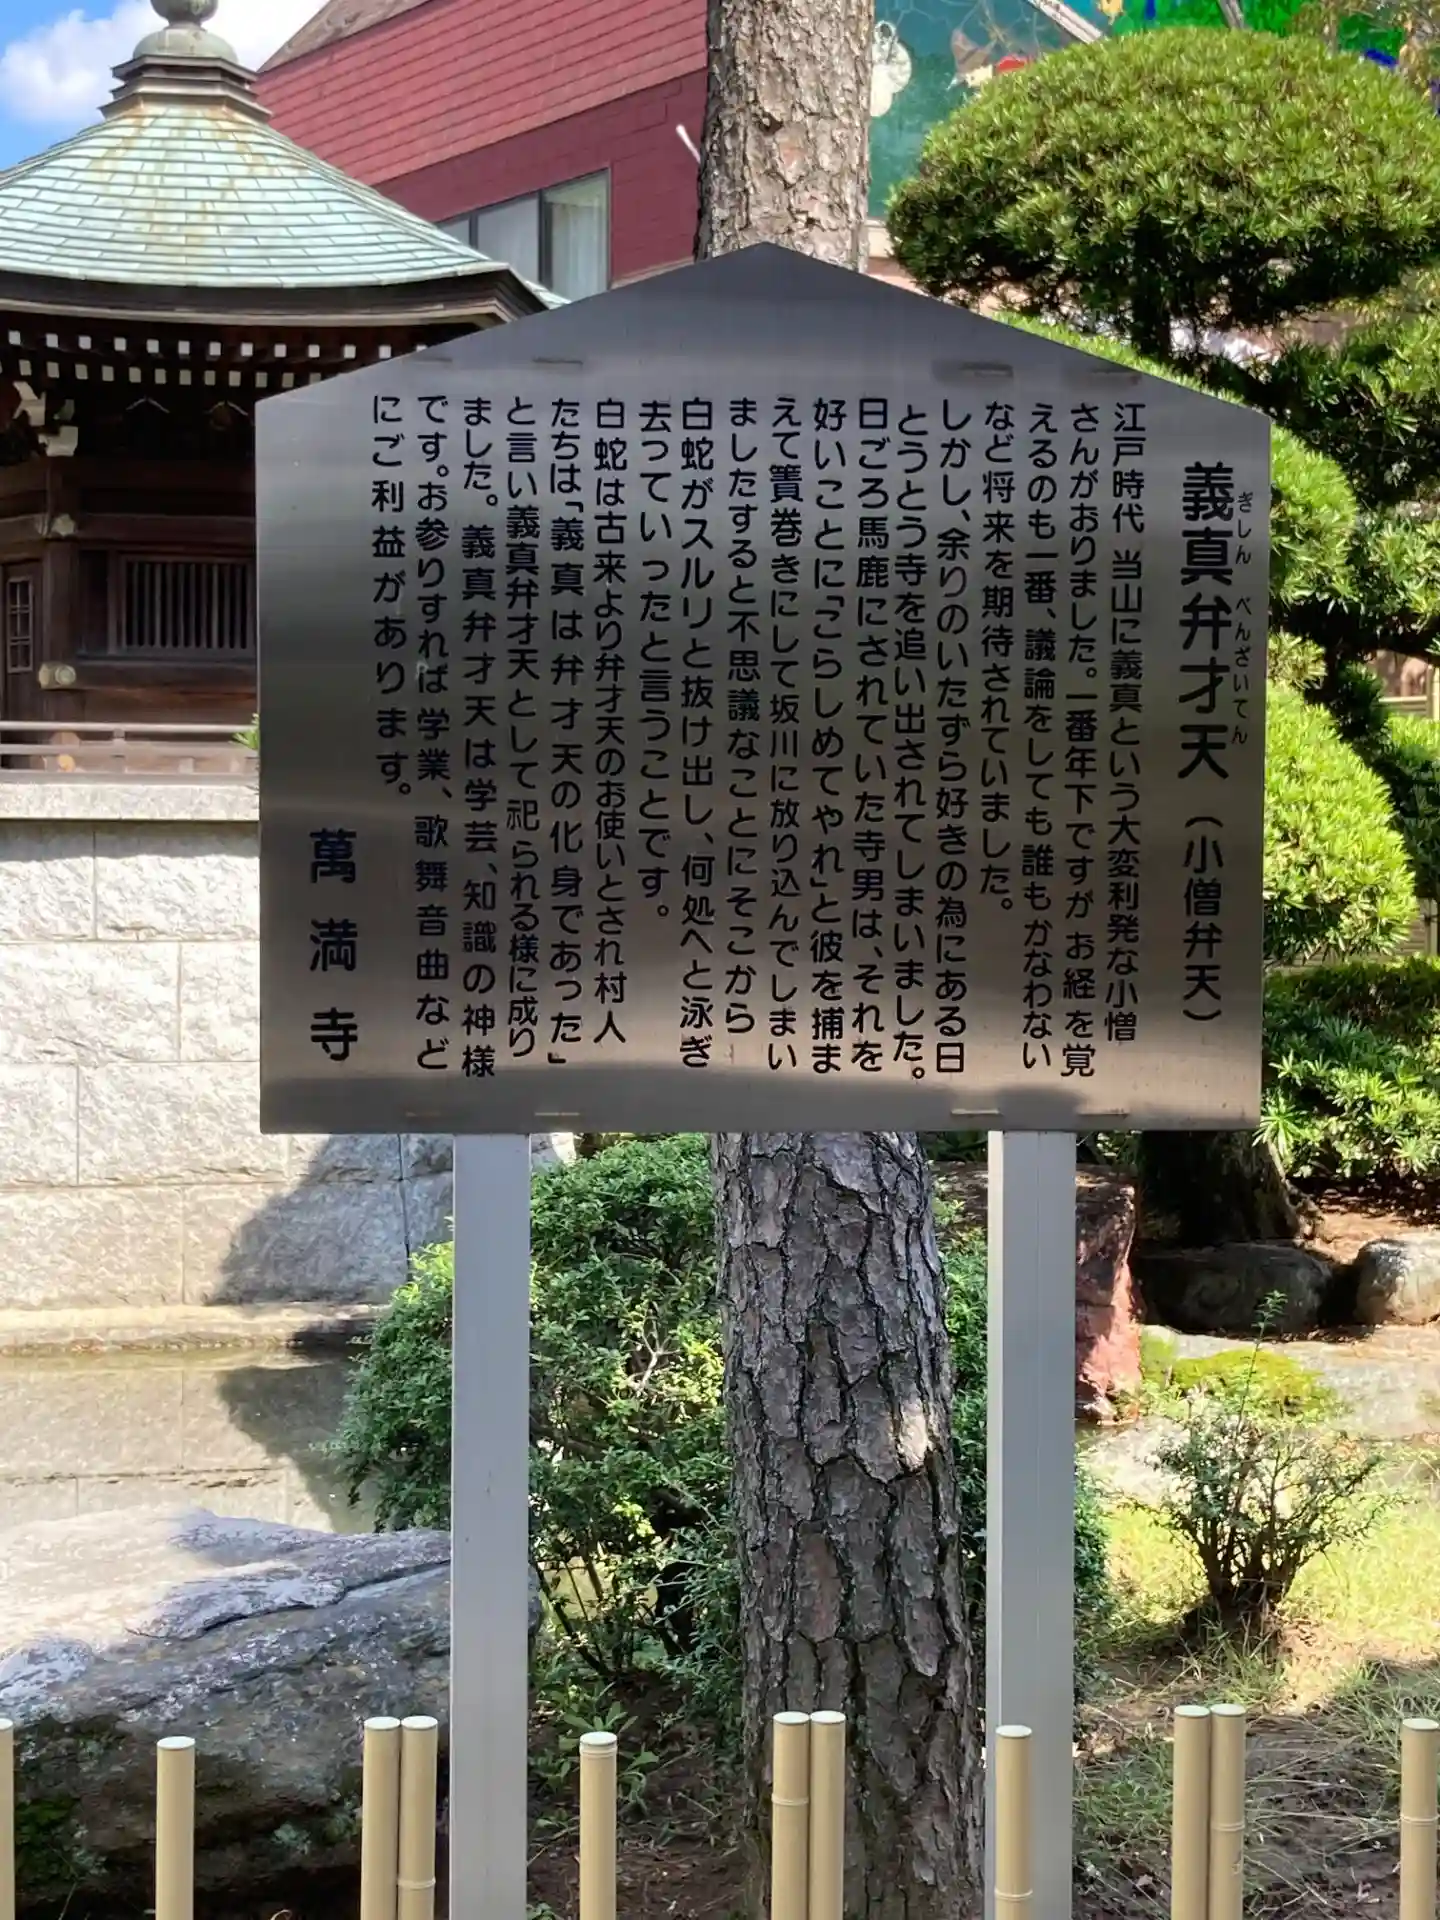 義真弁才天（小僧弁天）
ぎしん べんざいてん
江戸時代 当山に義真という大変利発な小僧
さんがおりました。一番年下ですが お経を覚
えるのも一番、議論をしても誰もかなわない
など将来を期待されていました。
しかし、余りのいたずら好きの為にある日
とうとう寺を追い出されてしまいました。
日ごろ馬鹿にされていた寺男は、それを
好いことに「こらしめてやれ」と彼を捕ま
えて簀巻きにして坂川に放り込んでしまい
ましたすると不思議なことにそこから
白蛇がスルリと抜け出し、何処へと泳ぎ
去っていったと言うことです。
白蛇は古来より弁才天のお使いとされ村人
たちは「義真は弁才天の化身であった」
と言い義真弁才天として祀られる様に成り
ました。義真弁才天は学芸、知識の神様
です。お参りすれば学業、歌舞音曲など
にご利益があります。
萬満寺